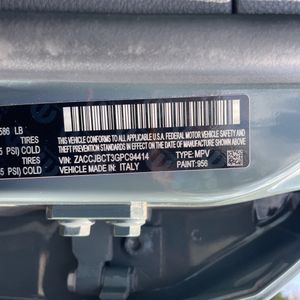 586 LB
TIRES
5 PSI) COLD
TIRES
5 PSI) COLD
THIS VEHICLE CONFORMS TO ALL APPLICABLE U.S.A. FEDERAL MOTOR VEHICLE SAFETY, BUMPER, AND
THEFT PREVENTION STANDARDS IN EFFECT ON THE DATE OF MANUFACTURE SHOWN ABOVE.
VIN: ZACCJBCT3GPC94414
TYPE: MPV
VEHICLE MADE IN: ITALY
PAINT: 956